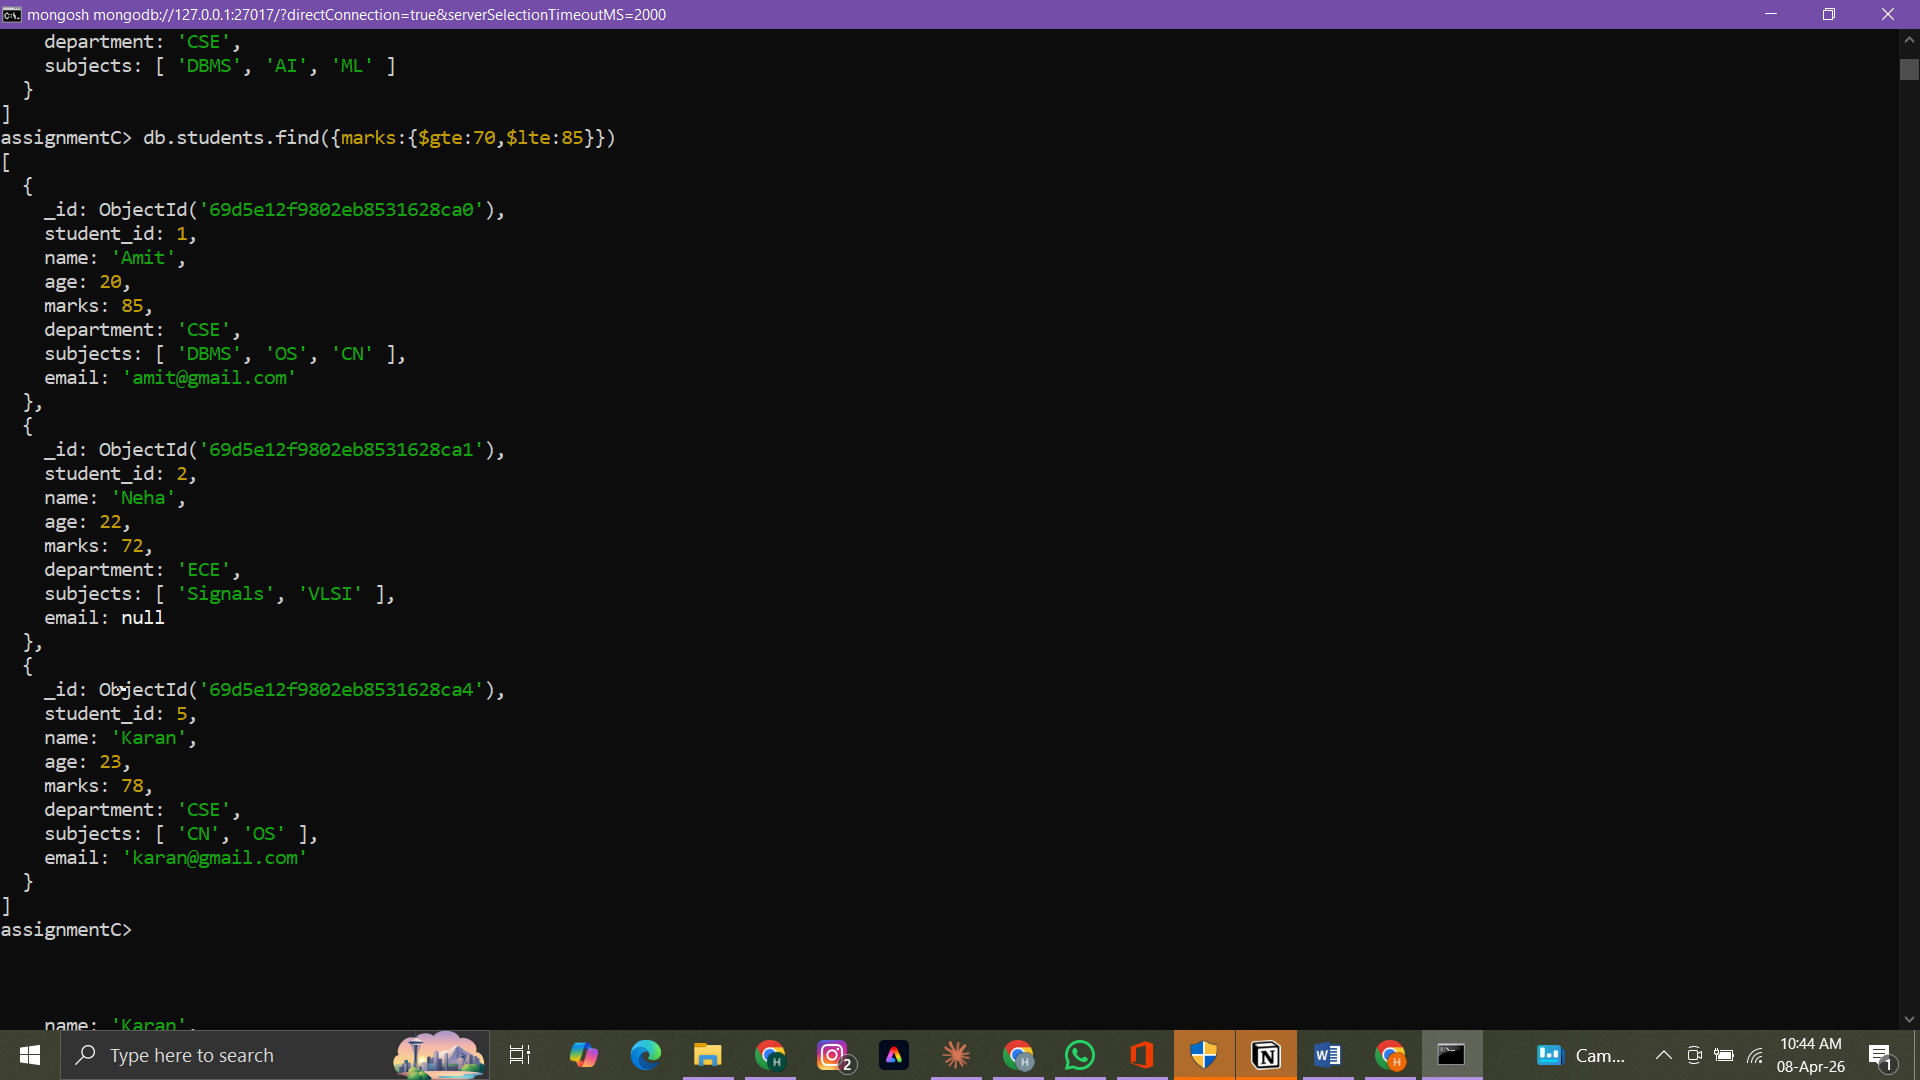 mongosh mongodb://127.0.0.1:27017/?directConnection=true&serverSelectionTimeoutMS=2000
    department: 'CSE',
    subjects: [ 'DBMS', 'AI', 'ML' ]
  }
]
assignmentC> db.students.find({marks:{$gte:70,$lte:85}})
[
  {
    _id: ObjectId('69d5e12f9802eb8531628ca0'),
    student_id: 1,
    name: 'Amit',
    age: 20,
    marks: 85,
    department: 'CSE',
    subjects: [ 'DBMS', 'OS', 'CN' ],
    email: 'amit@gmail.com'
  },
  {
    _id: ObjectId('69d5e12f9802eb8531628ca1'),
    student_id: 2,
    name: 'Neha',
    age: 22,
    marks: 72,
    department: 'ECE',
    subjects: [ 'Signals', 'VLSI' ],
    email: null
  },
  {
    _id: ObjectId('69d5e12f9802eb8531628ca4'),
    student_id: 5,
    name: 'Karan',
    age: 23,
    marks: 78,
    department: 'CSE',
    subjects: [ 'CN', 'OS' ],
    email: 'karan@gmail.com'
  }
]
assignmentC>
    name: 'Karan',
Type here to search
2
Cam...
10:44 AM
08-Apr-26
1